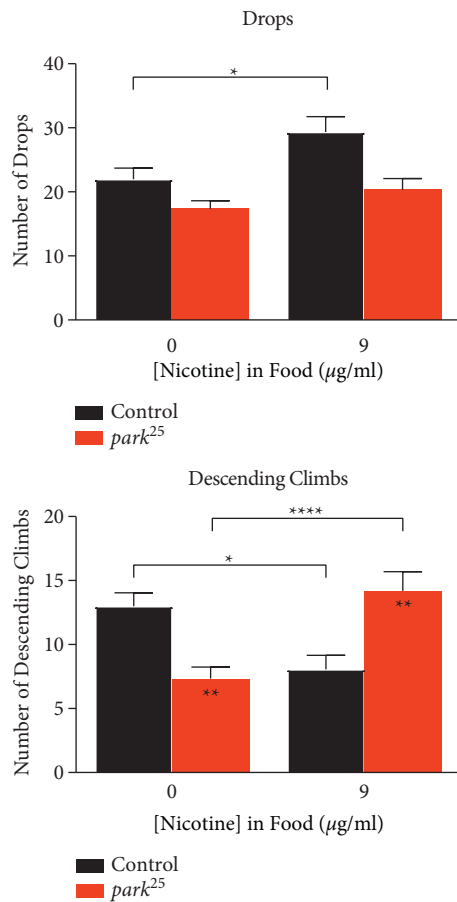 Drops
*
40
30
20
10
0
Number of Drops
0 9
[Nicotine] in Food (μg/ml)
Control
park²⁵
Descending Climbs
****
*
20
15
10
5
0
Number of Descending Climbs
**
**
0 9
[Nicotine] in Food (μg/ml)
Control
park²⁵